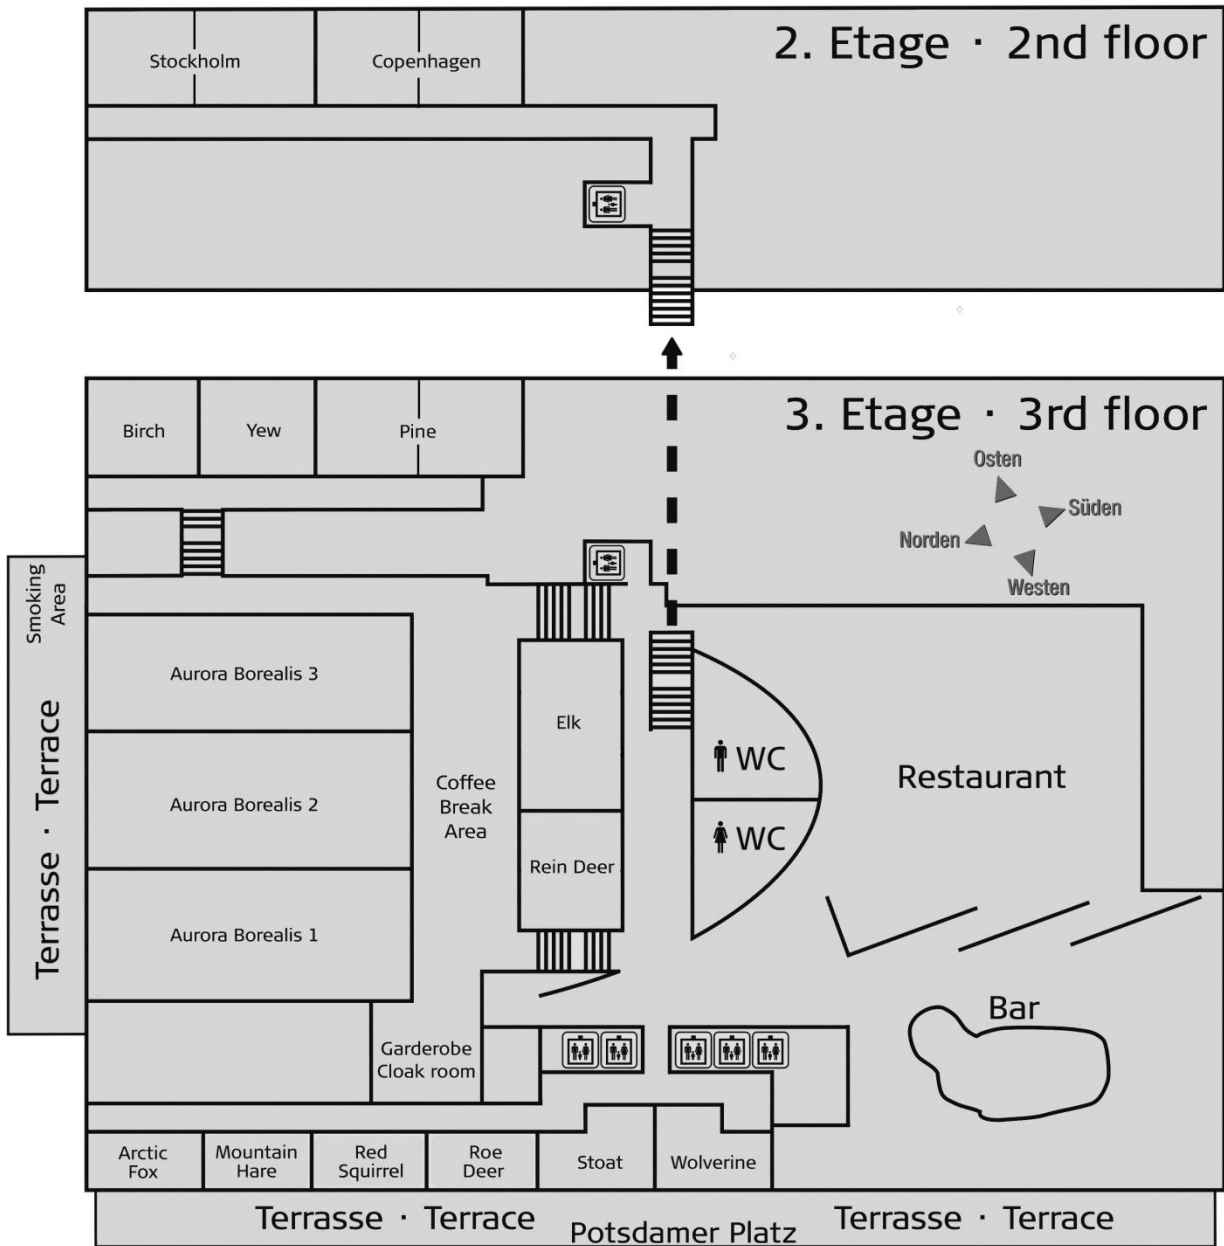 2. Etage · 2nd floor
Stockholm
Copenhagen
3. Etage · 3rd floor
Birch
Yew
Pine
Osten
Süden
Norden
Westen
Smoking
Area
Terrasse · Terrace
Aurora Borealis 3
Aurora Borealis 2
Aurora Borealis 1
Coffee
Break
Area
Elk
Rein Deer
WC
WC
Restaurant
Bar
Garderobe
Cloak room
Arctic
Fox
Mountain
Hare
Red
Squirrel
Roe
Deer
Stoat
Wolverine
Terrasse · Terrace
Potsdamer Platz
Terrasse · Terrace